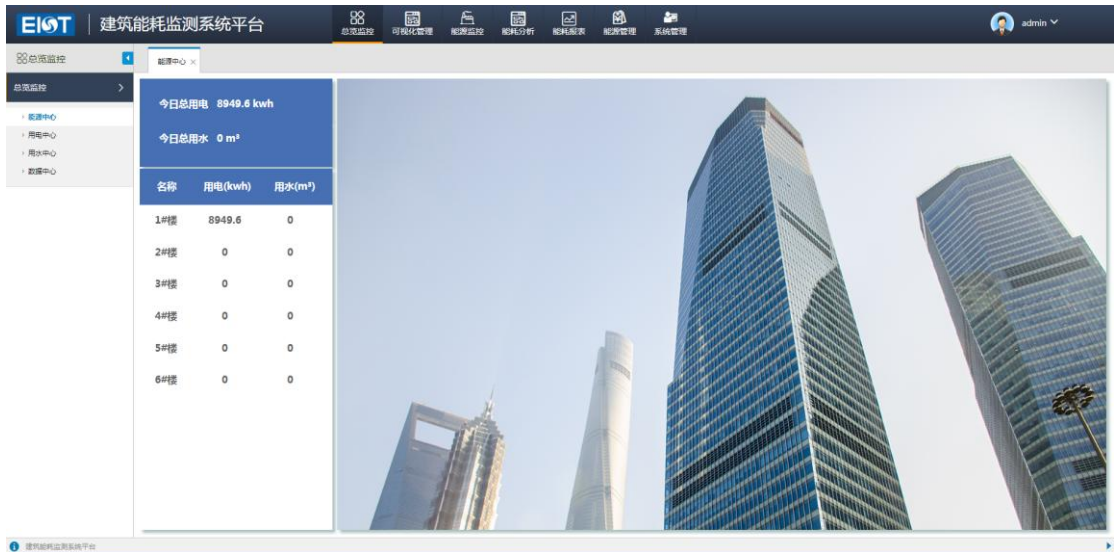 EIOT 建筑能耗监测系统平台
总览监控 可视化管理 能源监控 能耗分析 能耗报表 能源管理 系统管理
admin
总览监控
能源中心 ×
总览监控
能源中心
用电中心
用水中心
数据中心
今日总用电 8949.6 kwh
今日总用水 0 m³
名称 用电(kwh) 用水(m³)
1#楼 8949.6 0
2#楼 0 0
3#楼 0 0
4#楼 0 0
5#楼 0 0
6#楼 0 0
建筑能耗监测系统平台